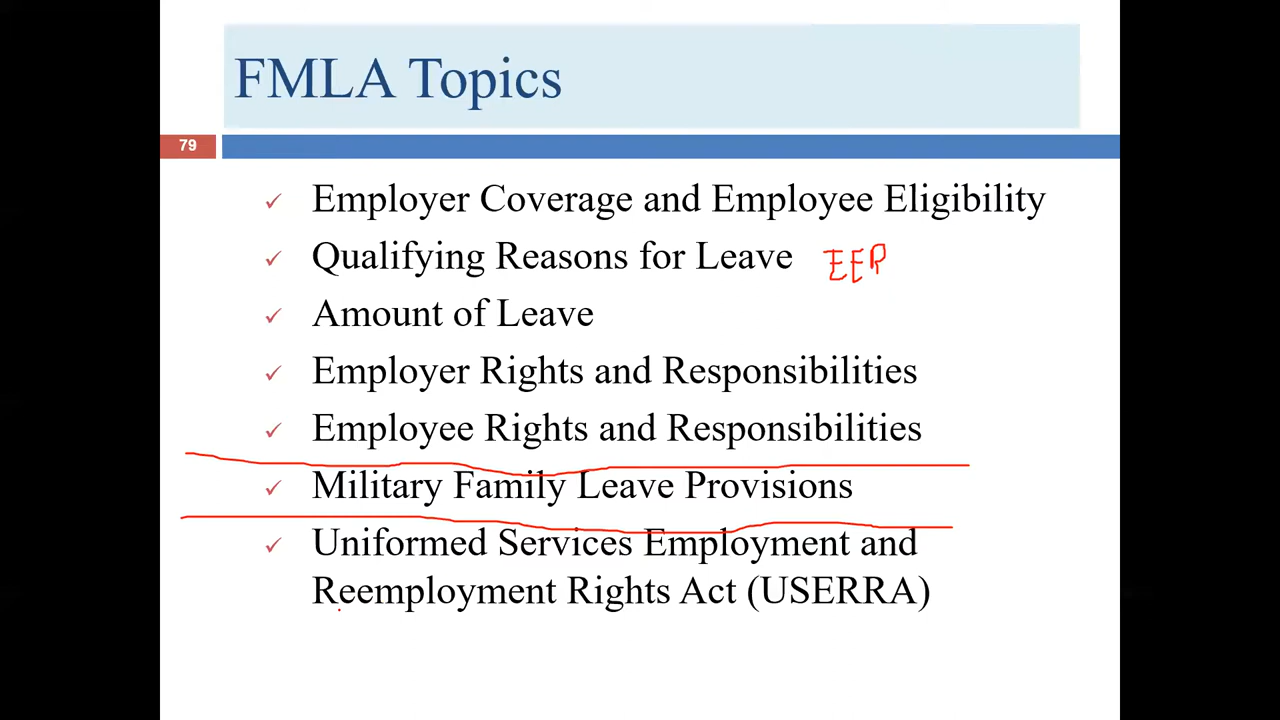 FMLA Topics
79
✓ Employer Coverage and Employee Eligibility
✓ Qualifying Reasons for Leave EER
✓ Amount of Leave
✓ Employer Rights and Responsibilities
✓ Employee Rights and Responsibilities
✓ Military Family Leave Provisions
✓ Uniformed Services Employment and
Reemployment Rights Act (USERRA)